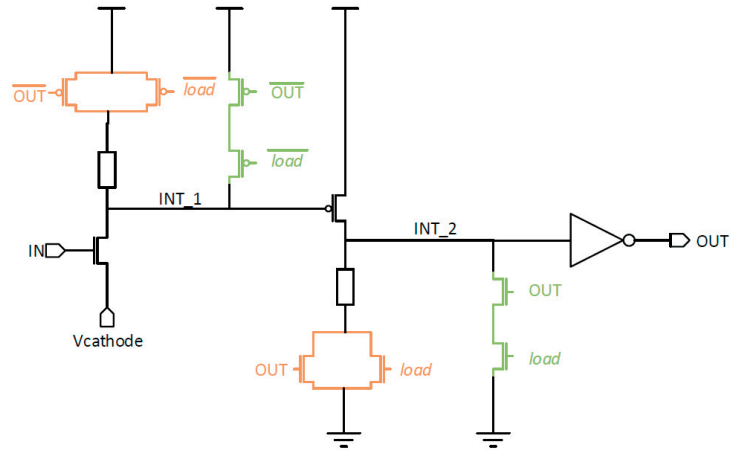 OUT
load
OUT
load
INT_1
INT_2
IN
OUT
OUT
Vcathode
OUT
load
load